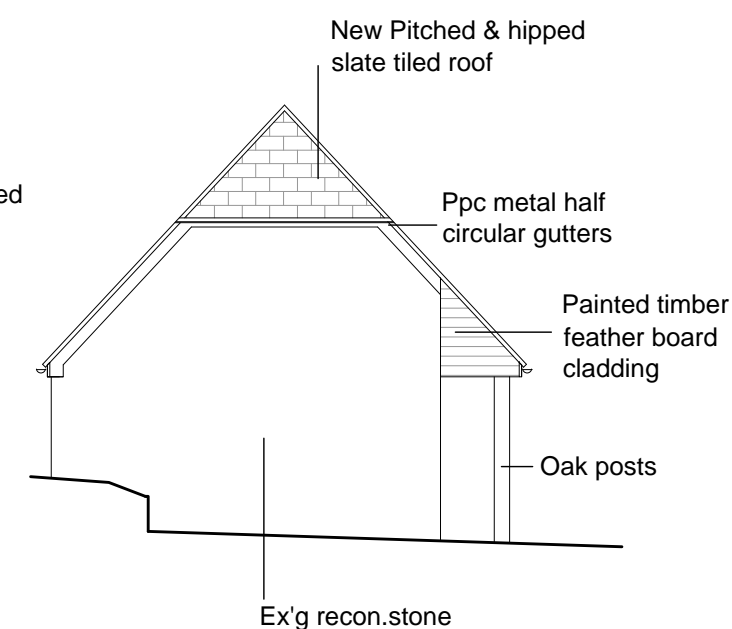 New Pitched & hipped
slate tiled roof
ed
Ppc metal half
circular gutters
Painted timber
feather board
cladding
Oak posts
Ex'g recon.stone